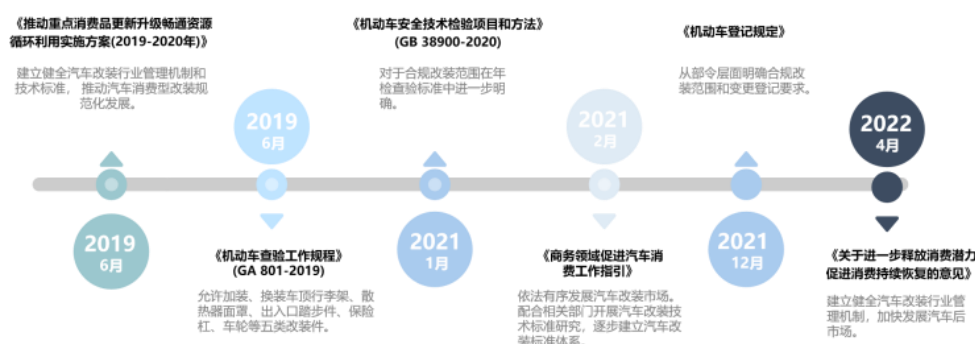 《推动重点消费品更新升级畅通资源
循环利用实施方案(2019-2020年)》
建立健全汽车改装行业管理机制和
技术标准， 推动汽车消费型改装规
范化发展。
2019
6月
2019
6月
《机动车查验工作规程》
(GA 801-2019)
允许加装、换装车顶行李架、散
热器面罩、出入口踏步件、保险
杠、车轮等五类改装件。
《机动车安全技术检验项目和方法》
(GB 38900-2020)
对于合规改装范围在年
检查验标准中进一步明
确。
2021
1月
2021
2月
《商务领域促进汽车消
费工作指引》
依法有序发展汽车改装市场。
配合相关部门开展汽车改装技
术标准研究，逐步建立汽车改
装标准体系。
《机动车登记规定》
从部令层面明确合规改
装范围和变更登记要求。
2021
12月
2022
4月
《关于进一步释放消费潜力
促进消费持续恢复的意见》
建立健全汽车改装行业管
理机制，加快发展汽车后
市场。